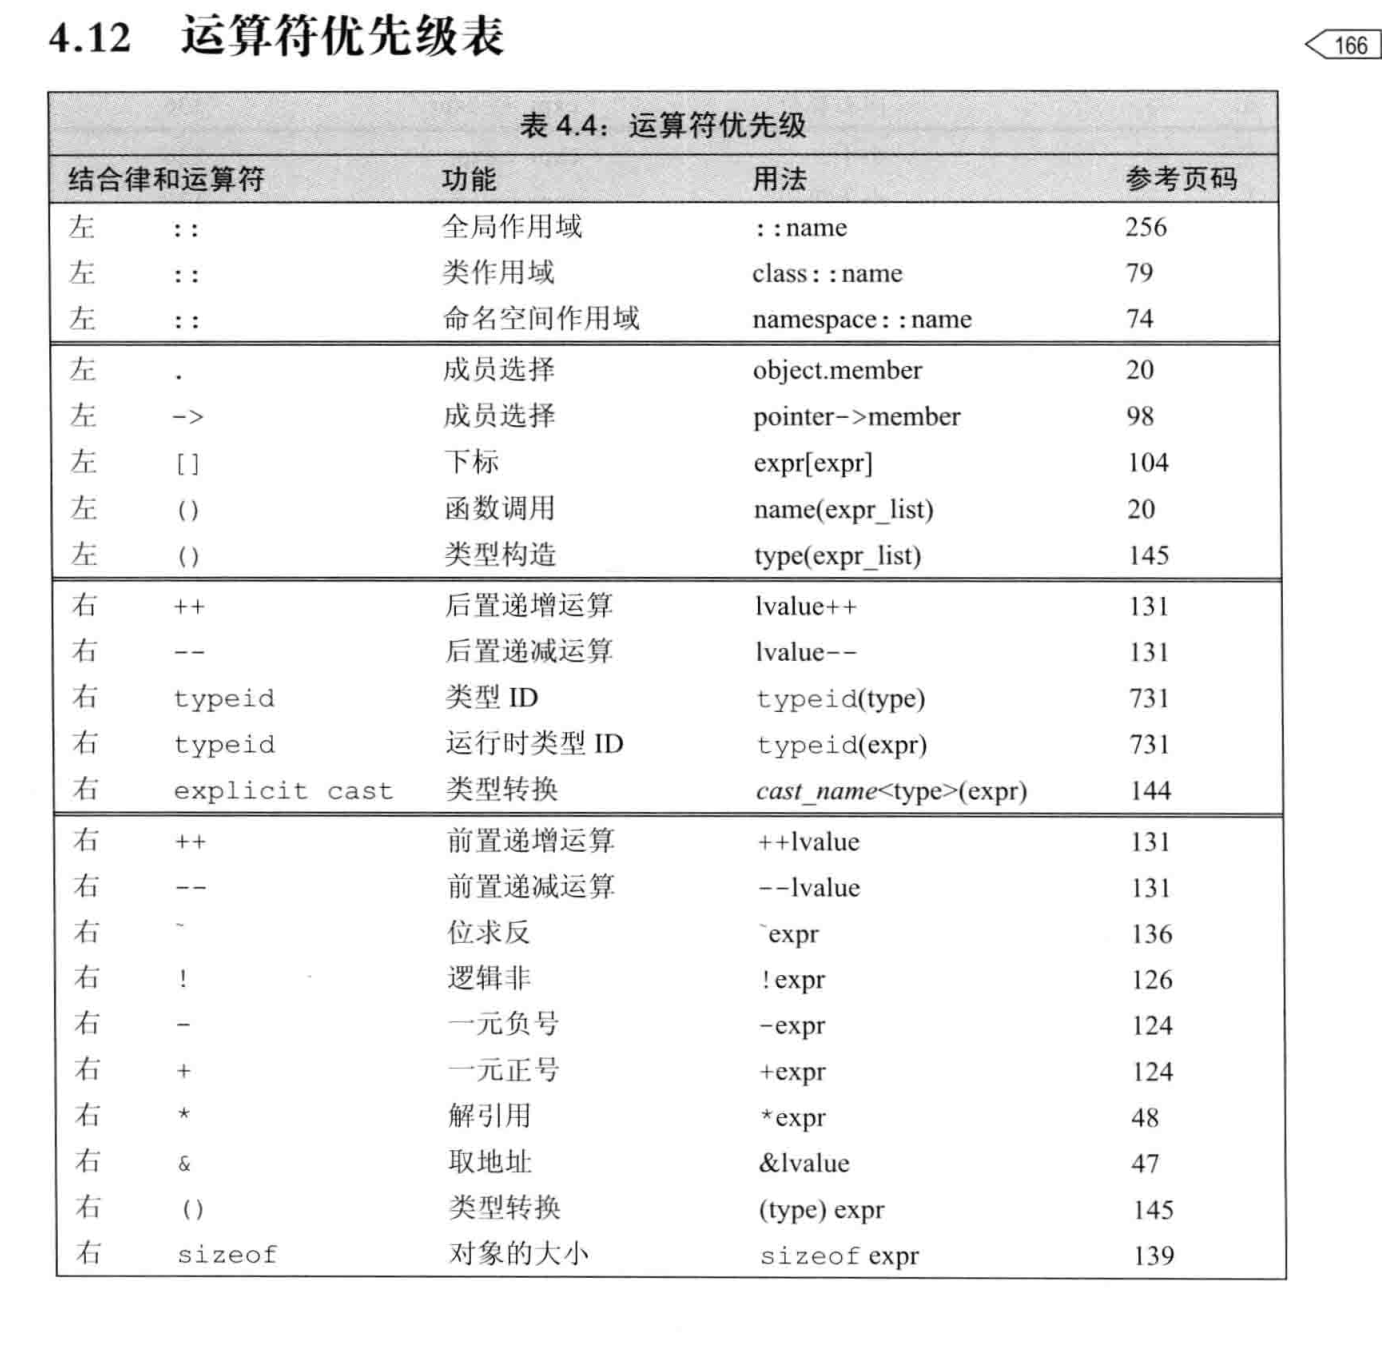 4.12 运算符优先级表
166
表 4.4：运算符优先级
结合律和运算符 功能 用法 参考页码
左 :: 全局作用域 ::name 256
左 :: 类作用域 class::name 79
左 :: 命名空间作用域 namespace::name 74
左 . 成员选择 object.member 20
左 -> 成员选择 pointer->member 98
左 [] 下标 expr[expr] 104
左 () 函数调用 name(expr_list) 20
左 () 类型构造 type(expr_list) 145
右 ++ 后置递增运算 lvalue++ 131
右 -- 后置递减运算 lvalue-- 131
右 typeid 类型 ID typeid(type) 731
右 typeid 运行时类型 ID typeid(expr) 731
右 explicit cast 类型转换 cast_name<type>(expr) 144
右 ++ 前置递增运算 ++lvalue 131
右 -- 前置递减运算 --lvalue 131
右 ~ 位求反 ~expr 136
右 ! 逻辑非 !expr 126
右 - 一元负号 -expr 124
右 + 一元正号 +expr 124
右 * 解引用 *expr 48
右 & 取地址 &lvalue 47
右 () 类型转换 (type) expr 145
右 sizeof 对象的大小 sizeof expr 139